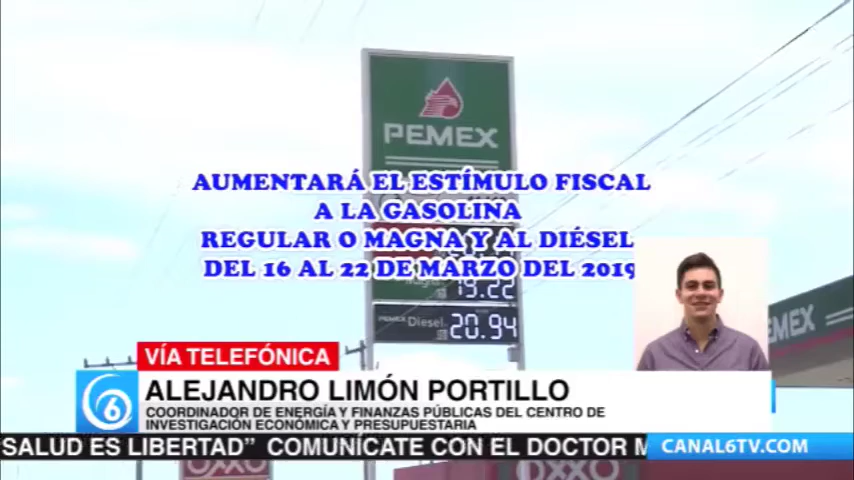 PEMEX
AUMENTARÁ EL ESTÍMULO FISCAL
A LA GASOLINA
REGULAR O MAGNA Y AL DIÉSEL
DEL 16 AL 22 DE MARZO DEL 2019
Magna 19.22
PEMEX Diesel 20.94
PEMEX
VÍA TELEFÓNICA
6
ALEJANDRO LIMÓN PORTILLO
COORDINADOR DE ENERGÍA Y FINANZAS PÚBLICAS DEL CENTRO DE
INVESTIGACIÓN ECONÓMICA Y PRESUPUESTARIA
SALUD ES LIBERTAD” COMUNÍCATE CON EL DOCTOR M
CANAL6TV.COM
OXXO
OXXO